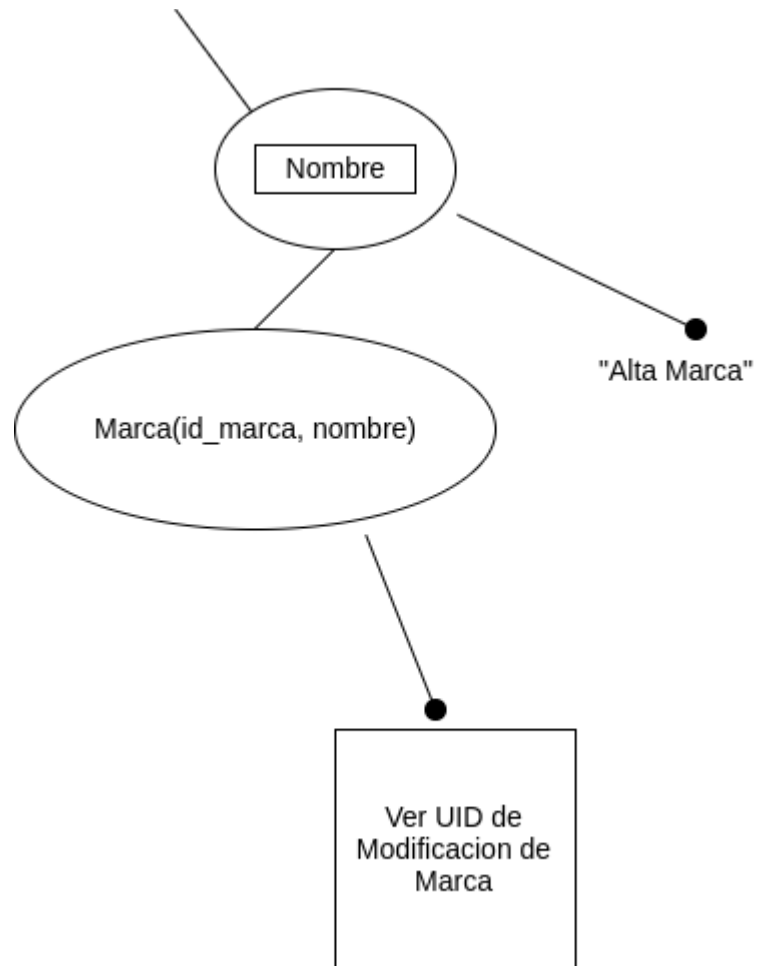 Nombre
"Alta Marca"
Marca(id_marca, nombre)
Ver UID de
Modificacion de
Marca